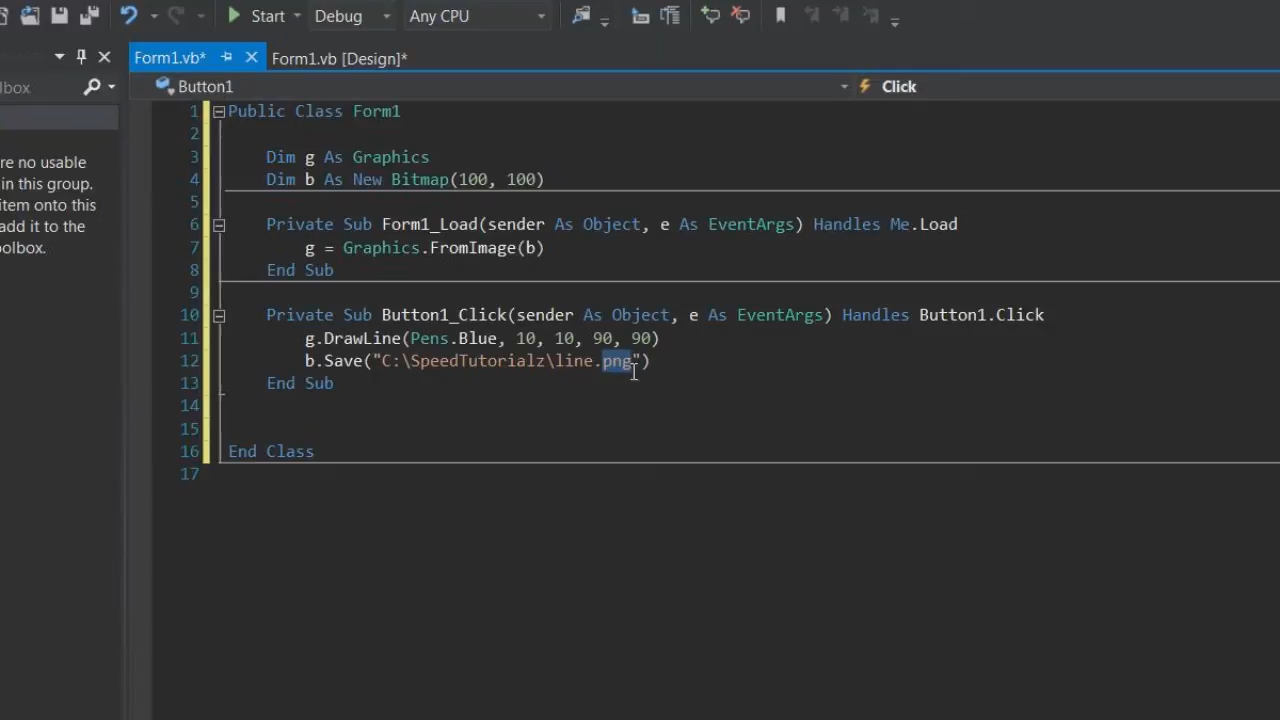 Start Debug Any CPU
Form1.vb* Form1.vb [Design]*
lbox
Button1 Click
re no usable
in this group.
item onto this
add it to the
olbox.
1 Public Class Form1
2
3 Dim g As Graphics
4 Dim b As New Bitmap(100, 100)
5
6 Private Sub Form1_Load(sender As Object, e As EventArgs) Handles Me.Load
7 g = Graphics.FromImage(b)
8 End Sub
9
10 Private Sub Button1_Click(sender As Object, e As EventArgs) Handles Button1.Click
11 g.DrawLine(Pens.Blue, 10, 10, 90, 90)
12 b.Save("C:\SpeedTutorialz\line.png")
13 End Sub
14
15
16 End Class
17